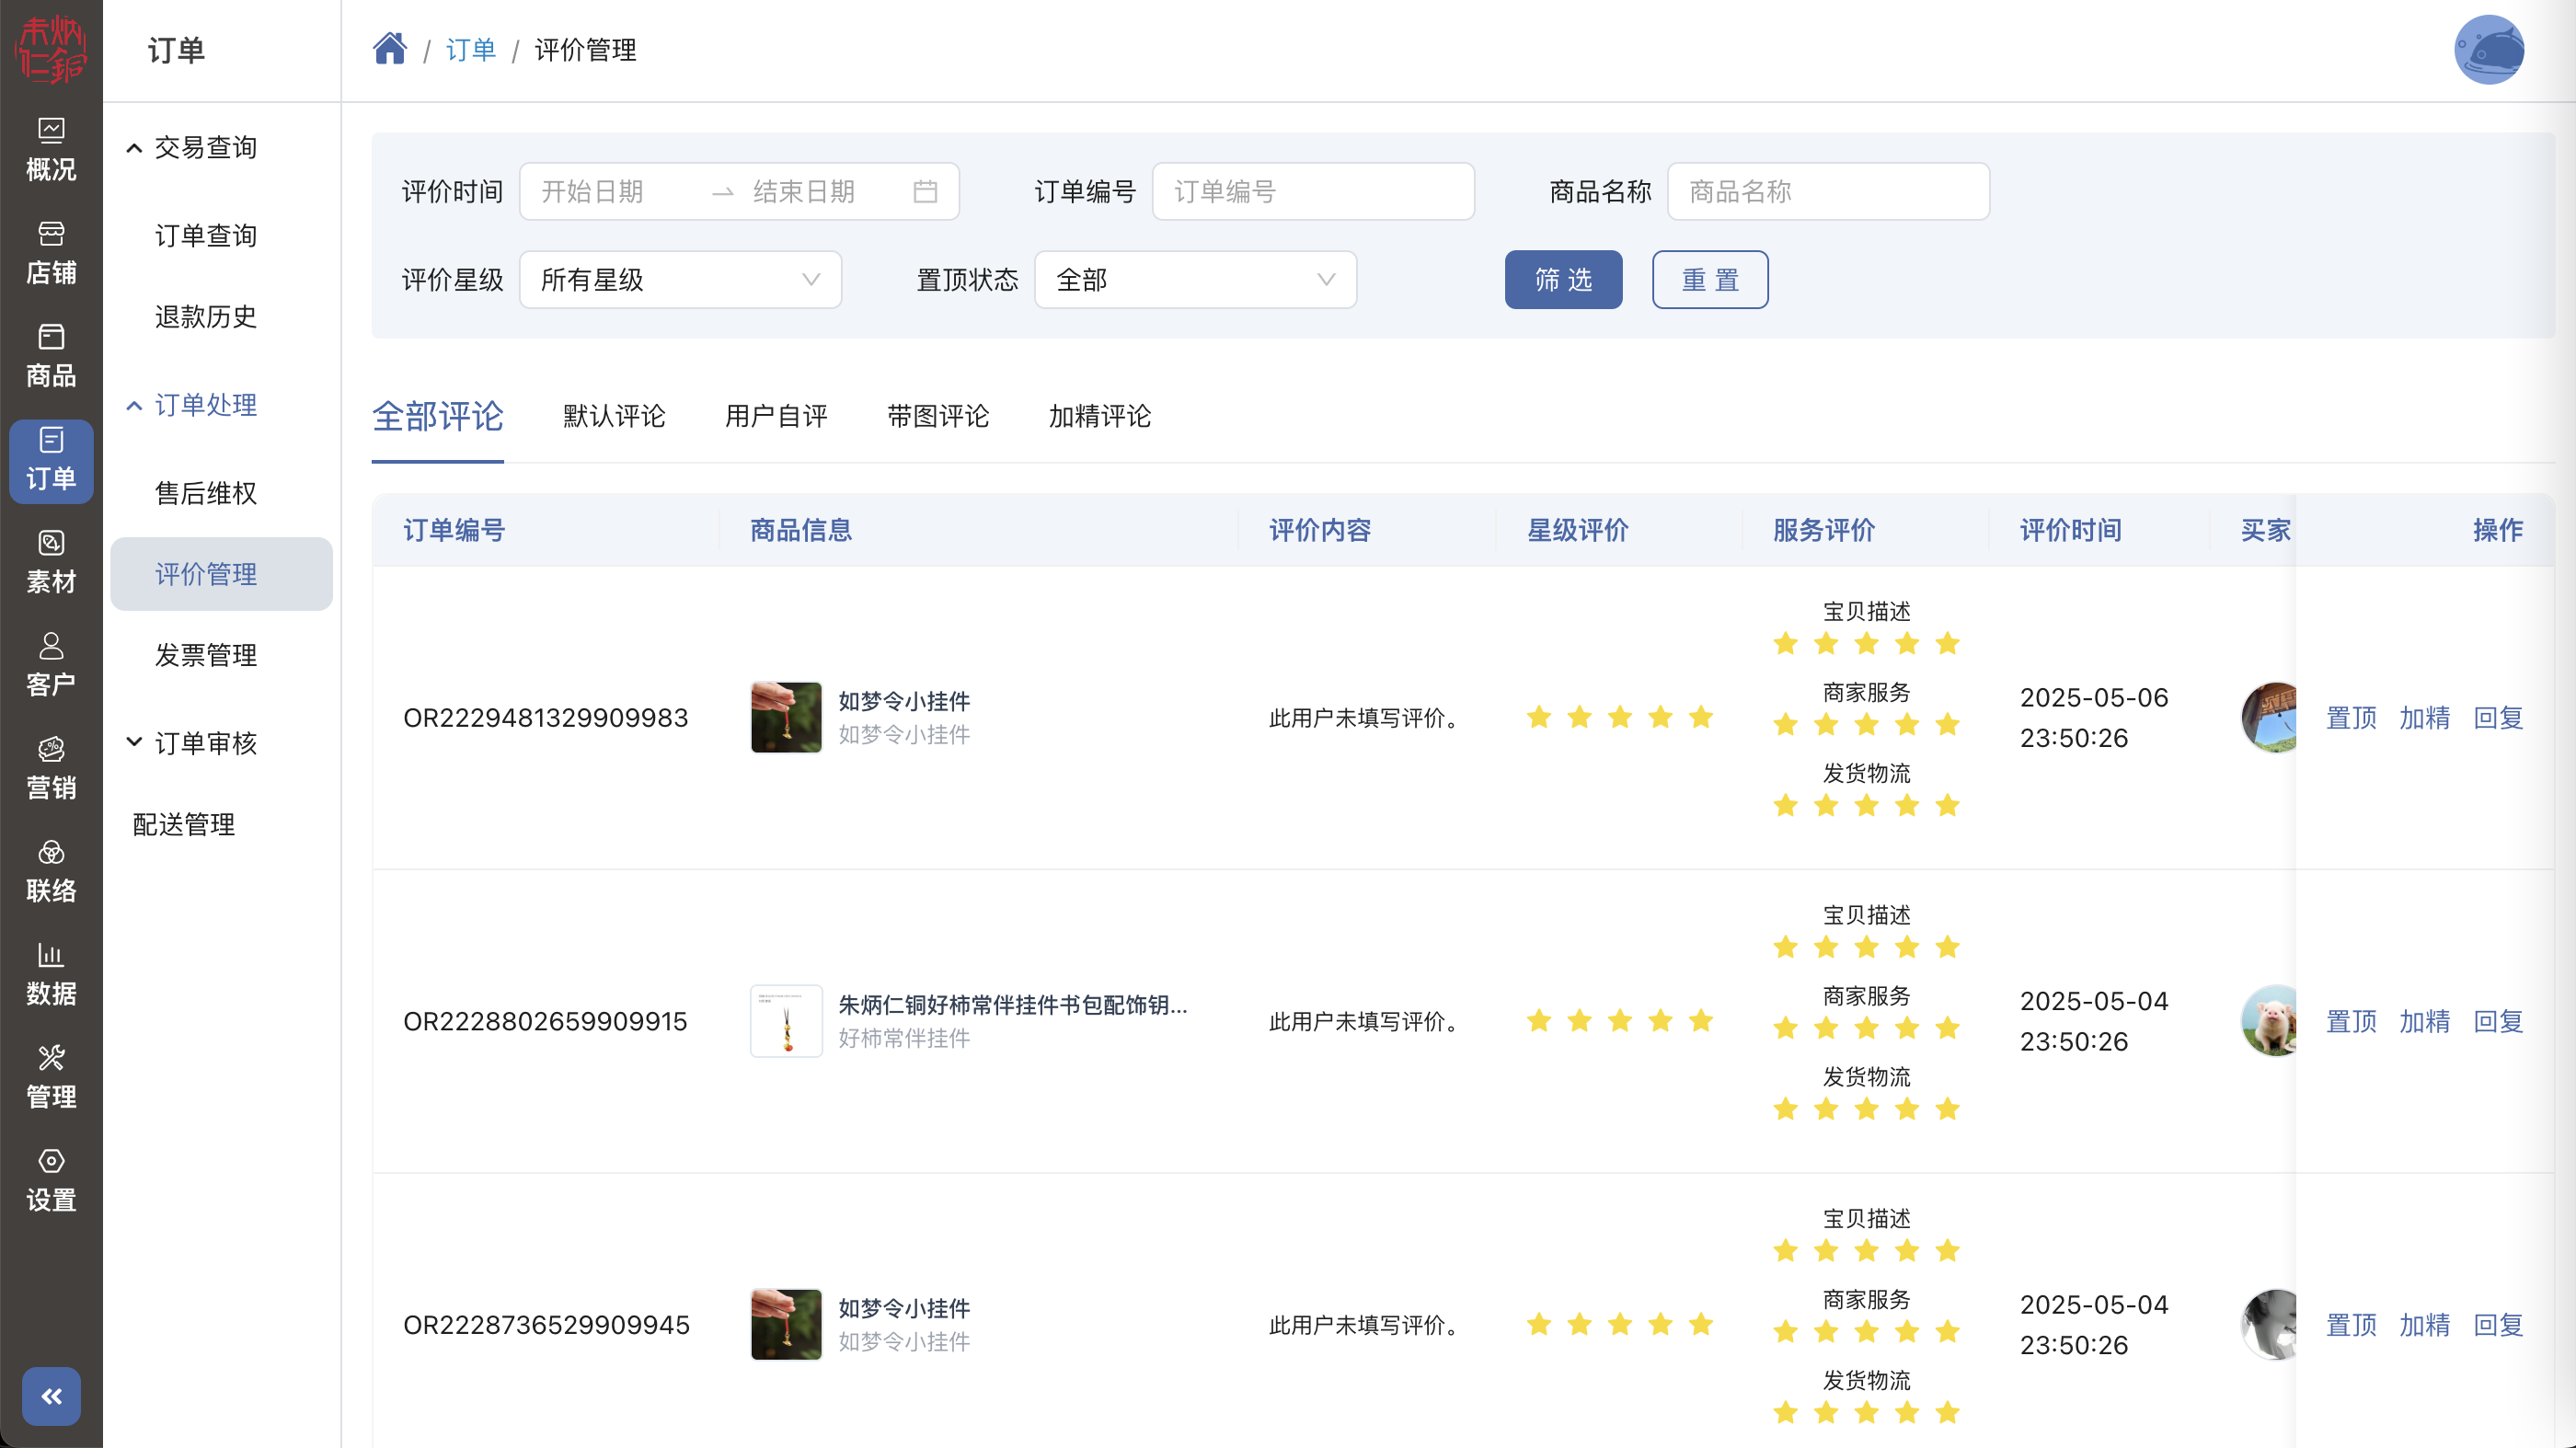 朱炳仁銅
概况
店铺
商品
订单
素材
客户
营销
联络
数据
管理
设置
订单
交易查询
订单查询
退款历史
订单处理
售后维权
评价管理
发票管理
订单审核
配送管理
/ 订单 / 评价管理
评价时间 开始日期 结束日期 订单编号 订单编号 商品名称 商品名称
评价星级 所有星级 置顶状态 全部 筛选 重置
全部评论 默认评论 用户自评 带图评论 加精评论
订单编号 商品信息 评价内容 星级评价 服务评价 评价时间 买家 操作
OR2229481329909983
如梦令小挂件
如梦令小挂件
此用户未填写评价。
宝贝描述
商家服务
发货物流
2025-05-06
23:50:26
置顶 加精 回复
OR2228802659909915
朱炳仁铜好柿常伴挂件书包配饰钥...
好柿常伴挂件
此用户未填写评价。
宝贝描述
商家服务
发货物流
2025-05-04
23:50:26
置顶 加精 回复
OR2228736529909945
如梦令小挂件
如梦令小挂件
此用户未填写评价。
宝贝描述
商家服务
发货物流
2025-05-04
23:50:26
置顶 加精 回复